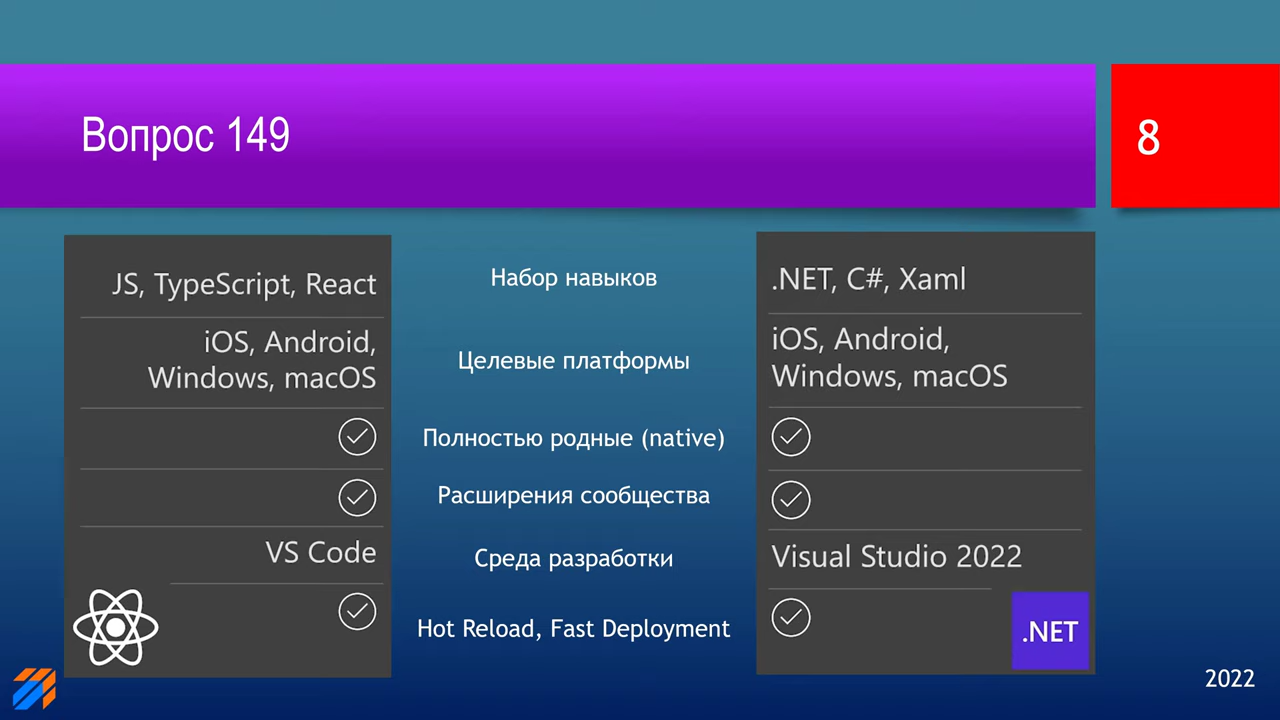 Вопрос 149
8
JS, TypeScript, React
Набор навыков
.NET, C#, Xaml
iOS, Android,
Windows, macOS
Целевые платформы
iOS, Android,
Windows, macOS
Полностью родные (native)
Расширения сообщества
VS Code
Среда разработки
Visual Studio 2022
Hot Reload, Fast Deployment
.NET
2022